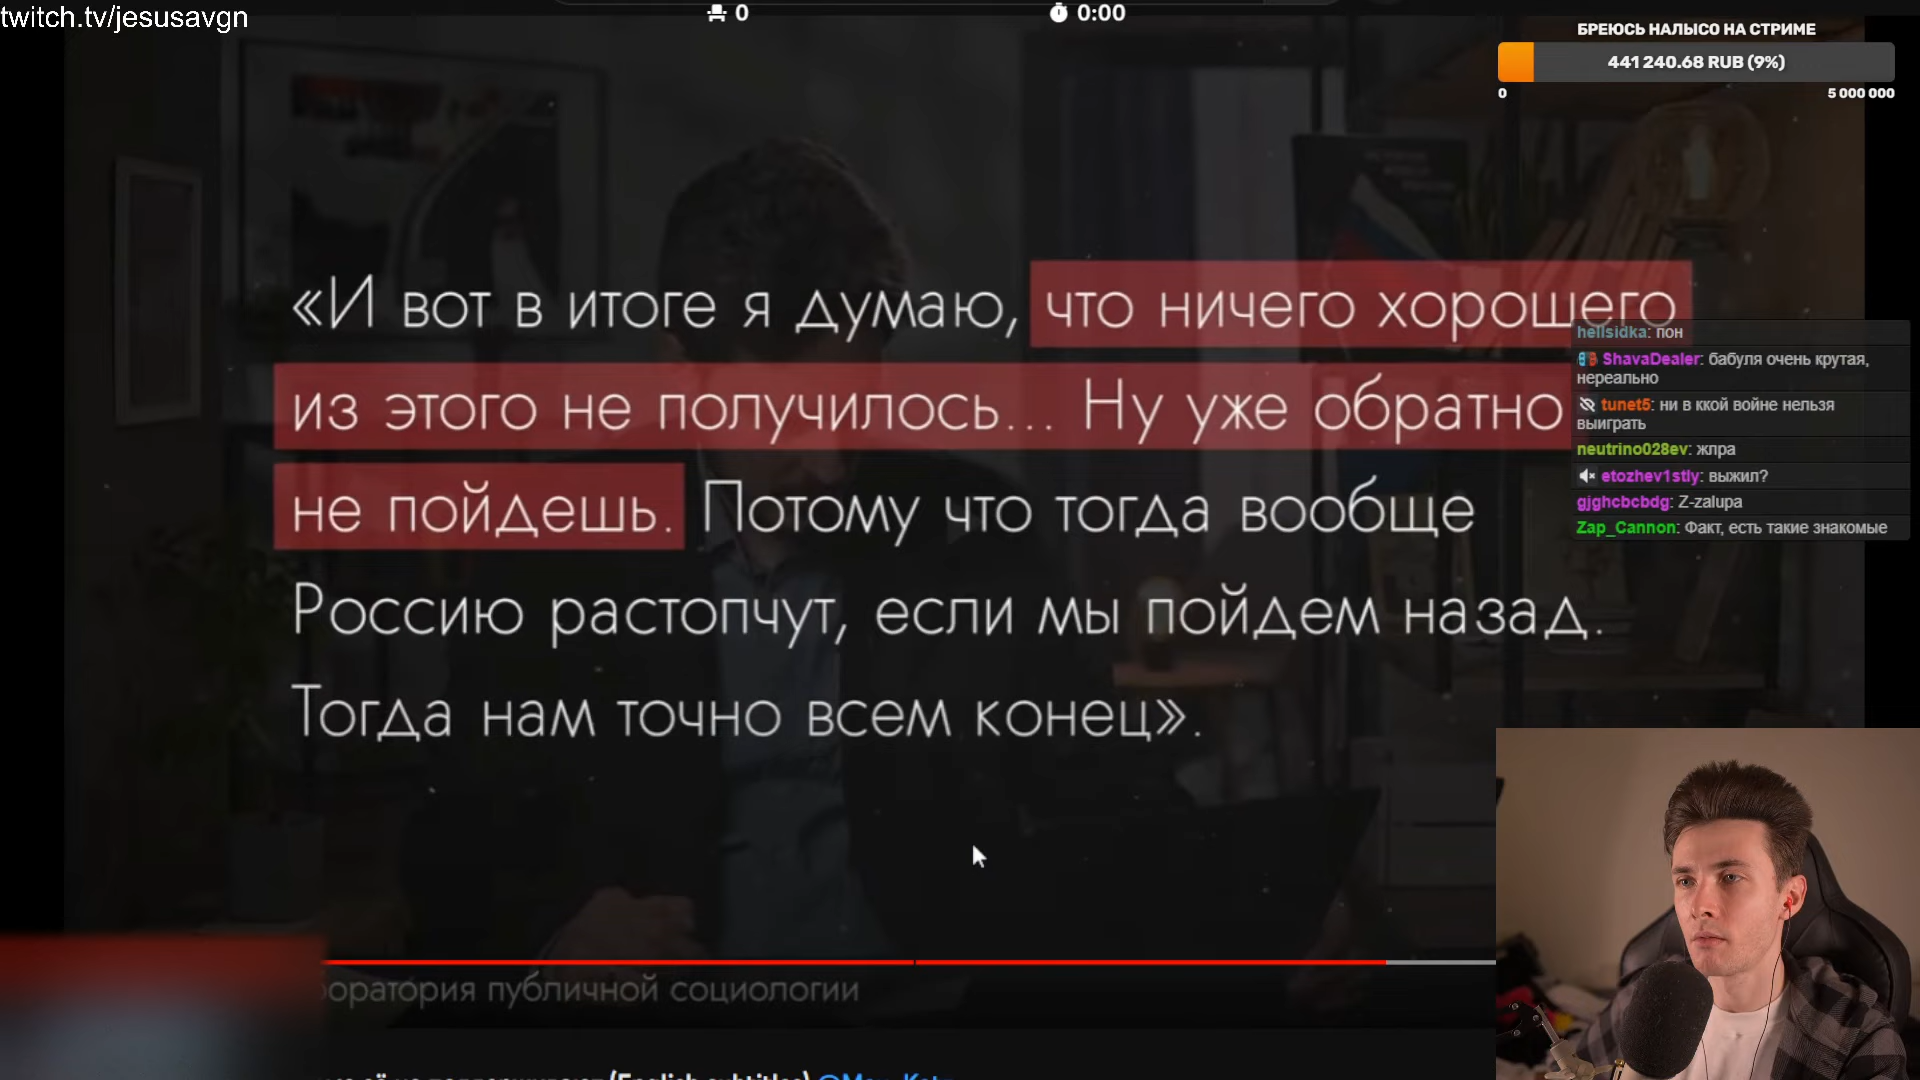 twitch.tv/jesusavgn
0
0:00
БРЕЮСЬ НАЛЫСО НА СТРИМЕ
441 240.68 RUB (9%)
0
5 000 000
«И вот в итоге я думаю, что ничего хорошего
из этого не получилось... Ну уже обратно
не пойдешь. Потому что тогда вообще
Россию растопчут, если мы пойдем назад.
Тогда нам точно всем конец».
hellsidka: пон
ShavaDealer: бабуля очень крутая,
нереально
tunet5: ни в ккой войне нельзя
выиграть
neutrino028ev: жпра
etozhev1stly: выжил?
gjghcbcbdg: Z-zalupa
Zap_Cannon: Факт, есть такие знакомые
публичной социологии
(English subtitles)